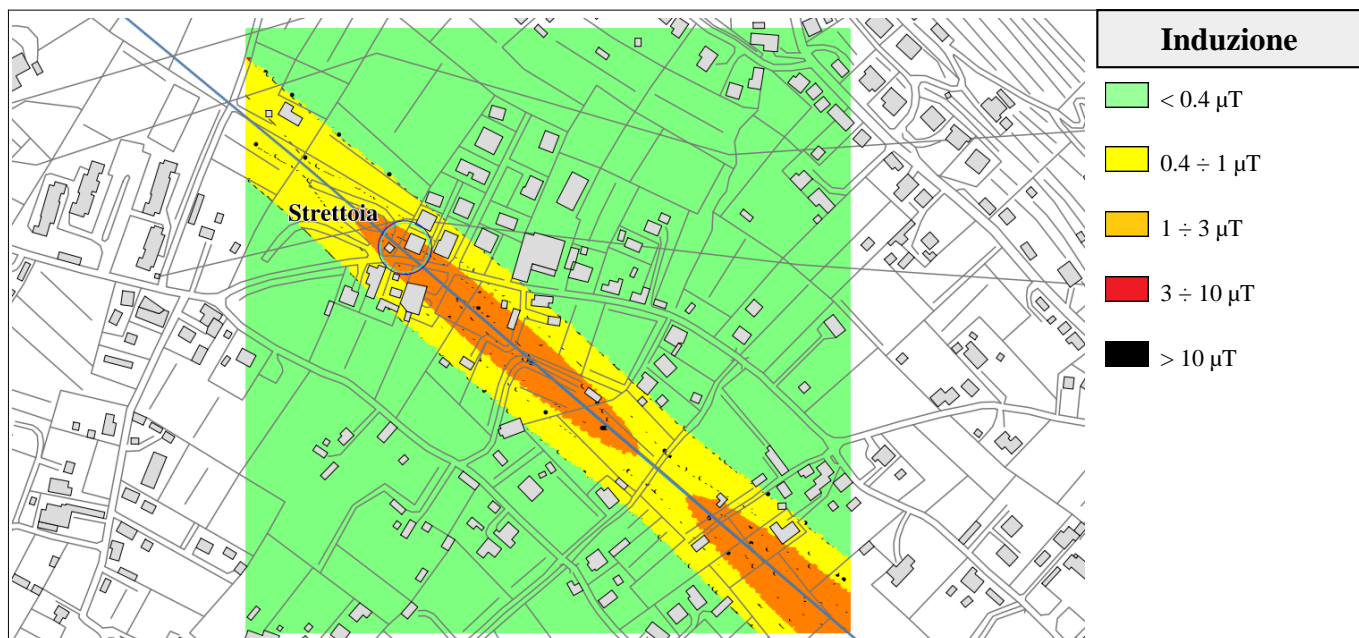 Induzione
< 0.4 µT
0.4 ÷ 1 µT
Strettoia
1 ÷ 3 µT
3 ÷ 10 µT
> 10 µT